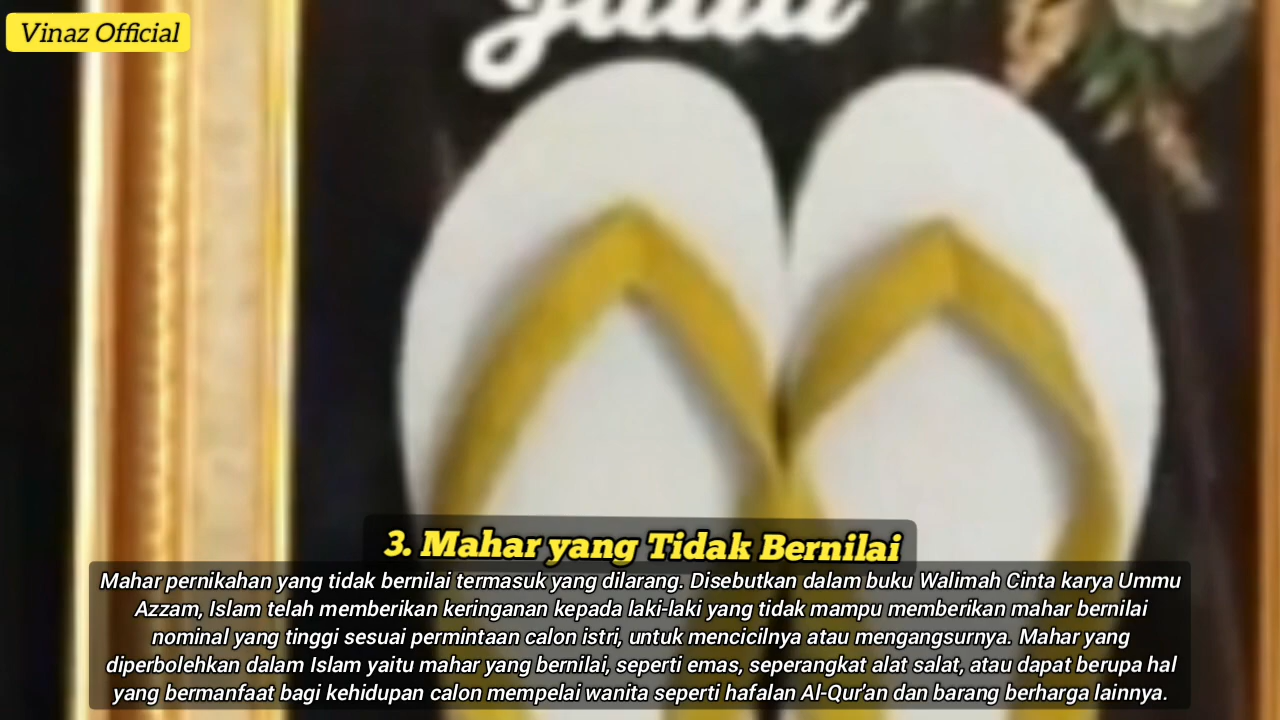 Vinaz Official
3. Mahar yang Tidak Bernilai
Mahar pernikahan yang tidak bernilai termasuk yang dilarang. Disebutkan dalam buku Walimah Cinta karya Ummu
Azzam, Islam telah memberikan keringanan kepada laki-laki yang tidak mampu memberikan mahar bernilai
nominal yang tinggi sesuai permintaan calon istri, untuk mencicilnya atau mengangsurnya. Mahar yang
diperbolehkan dalam Islam yaitu mahar yang bernilai, seperti emas, seperangkat alat salat, atau dapat berupa hal
yang bermanfaat bagi kehidupan calon mempelai wanita seperti hafalan Al-Qur'an dan barang berharga lainnya.